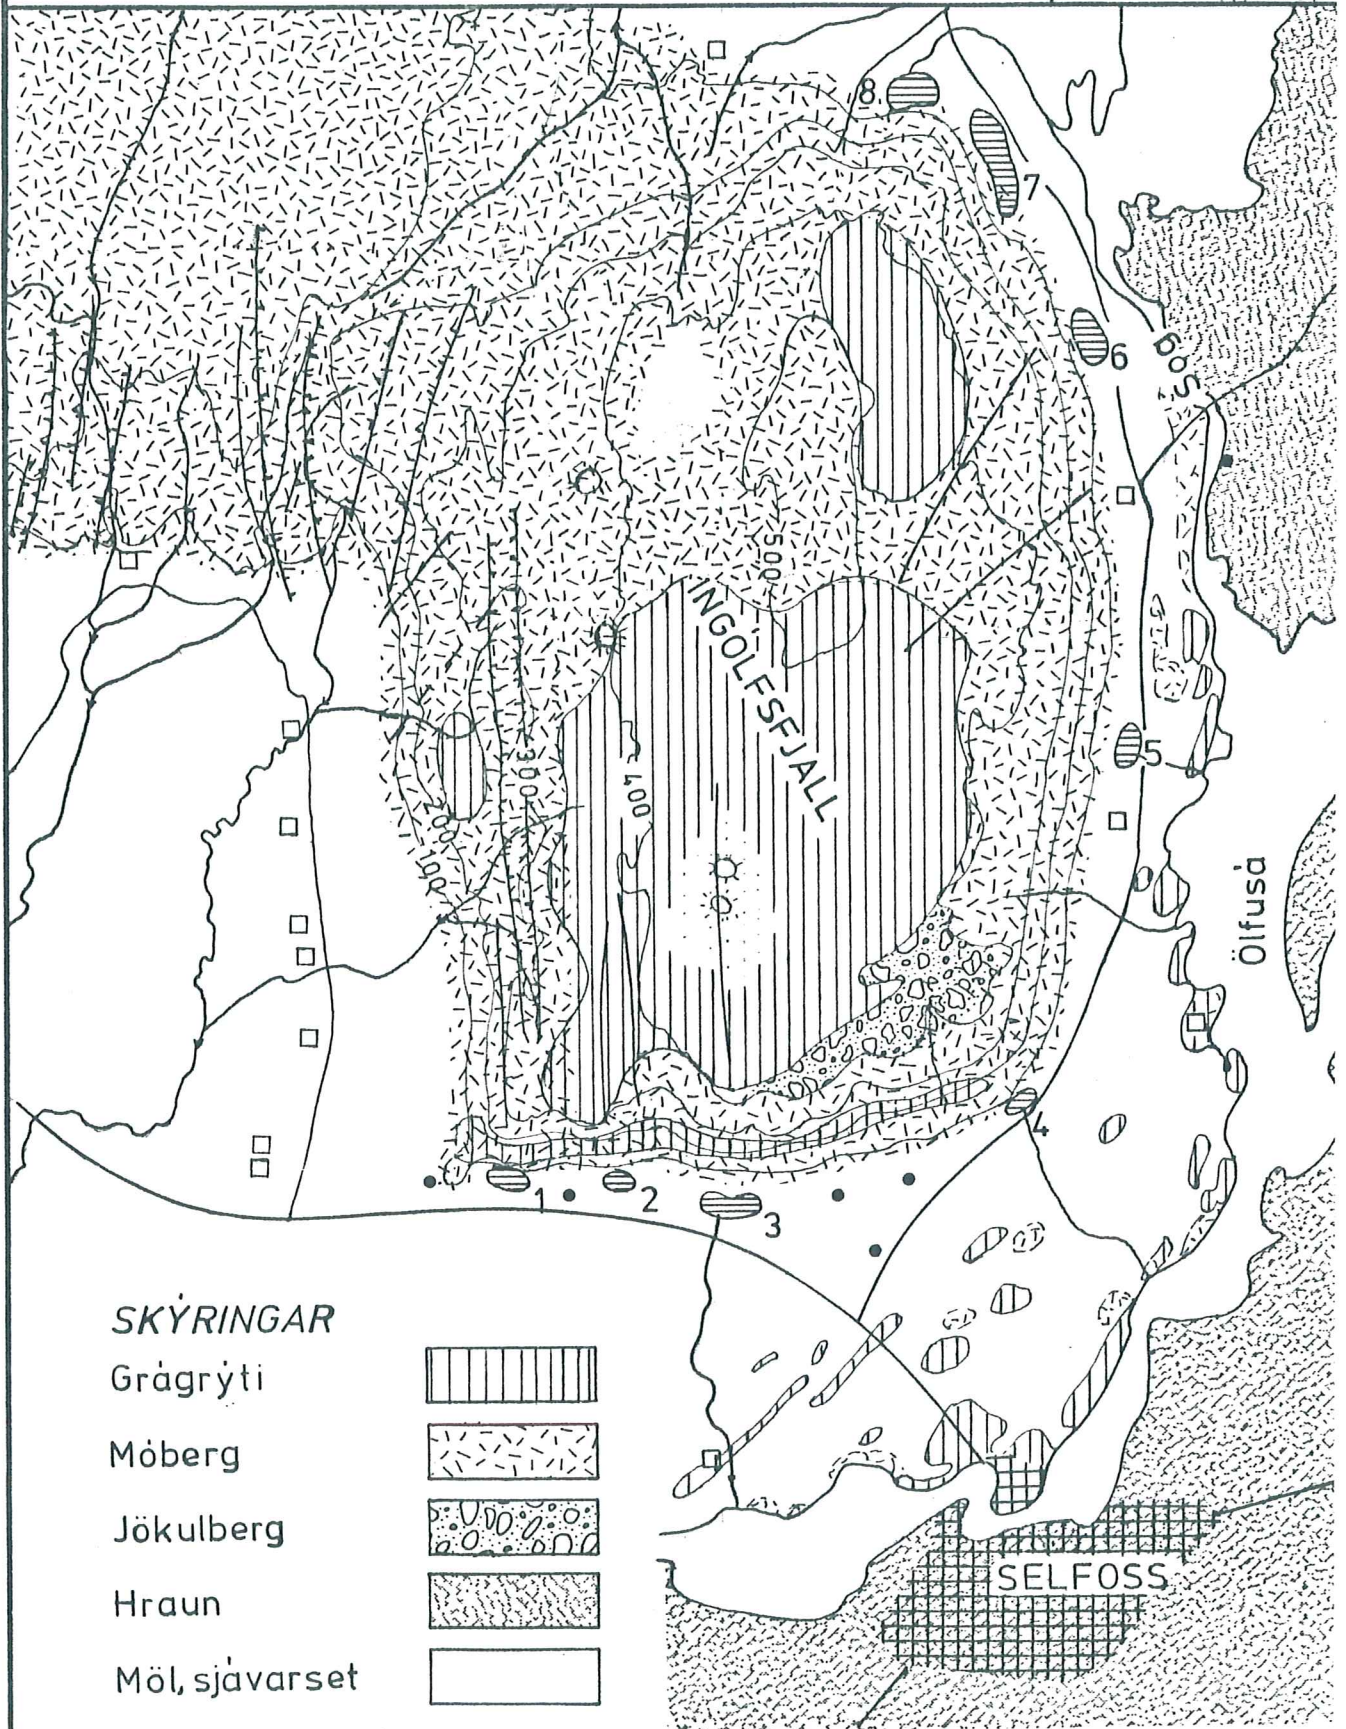 8
7
6
Sog
500
INGÓLFSFJALL
300
400
200
100
5
Ölfusá
4
1
2
3
SKÝRINGAR
Grágrýti
Móberg
Jökulberg
Hraun
Möl, sjávarset
SELFOSS